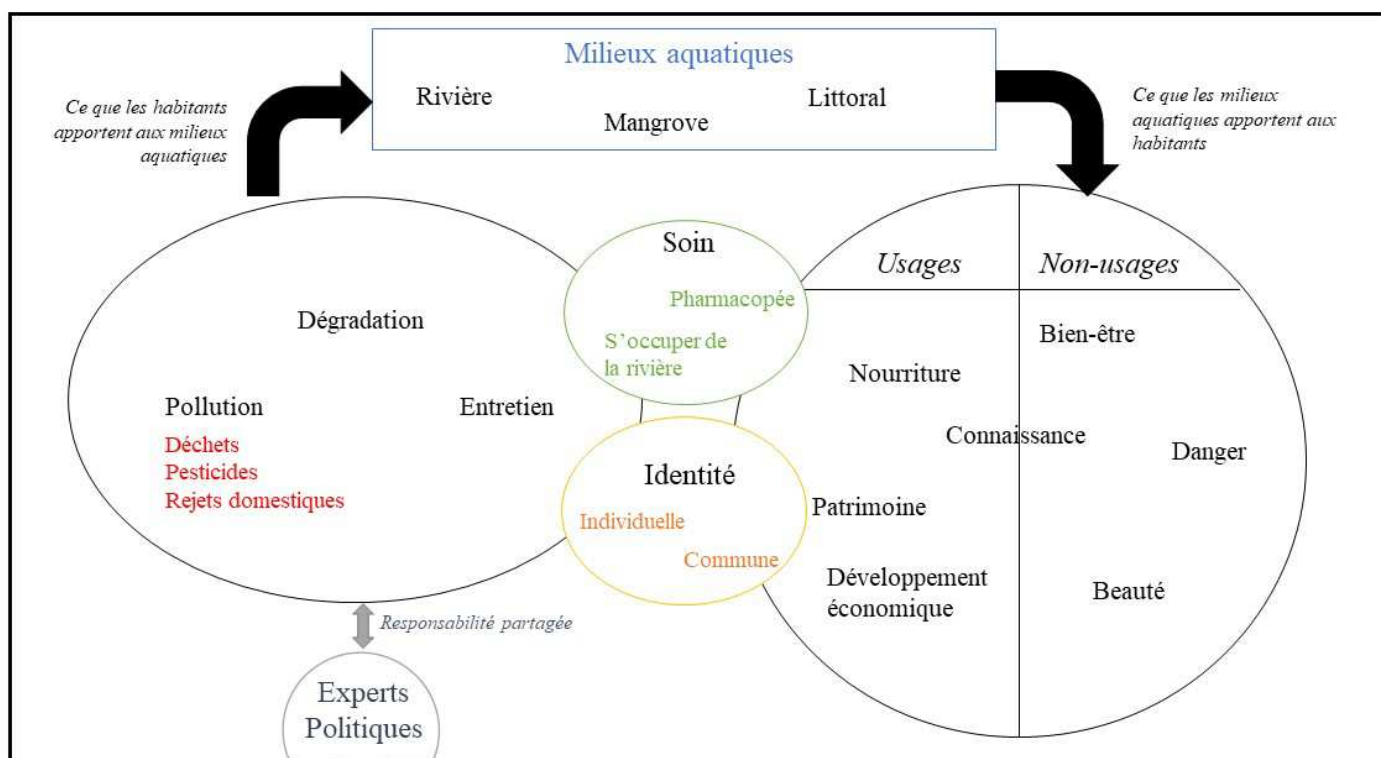 Milieux aquatiques
Rivière
Littoral
Mangrove
Ce que les habitants
apportent aux milieux
aquatiques
Ce que les milieux
aquatiques apportent aux
habitants
Dégradation
Pollution
Déchets
Pesticides
Rejets domestiques
Entretien
Soin
Pharmacopée
S’occuper de
la rivière
Identité
Individuelle
Commune
Usages
Non-usages
Bien-être
Nourriture
Connaissance
Danger
Patrimoine
Développement
économique
Beauté
Responsabilité partagée
Experts
Politiques